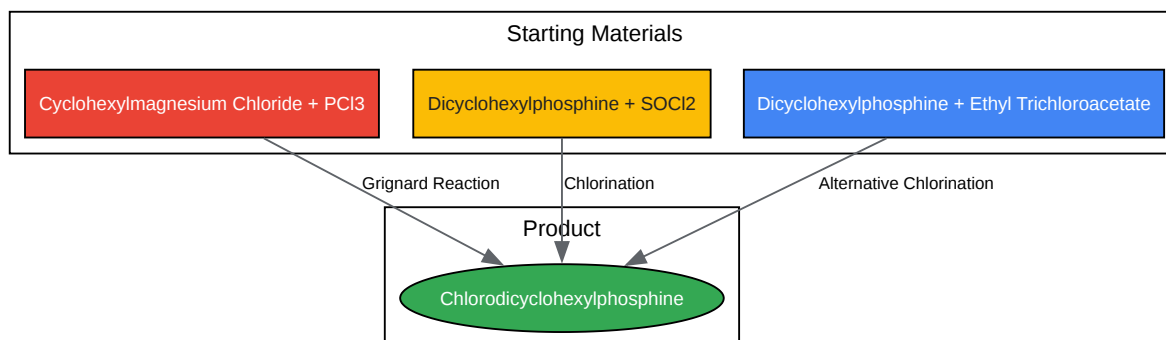 Starting Materials
Cyclohexylmagnesium Chloride + PCl3
Dicyclohexylphosphine + SOCl2
Dicyclohexylphosphine + Ethyl Trichloroacetate
Grignard Reaction
Chlorination
Alternative Chlorination
Product
Chlorodicyclohexylphosphine